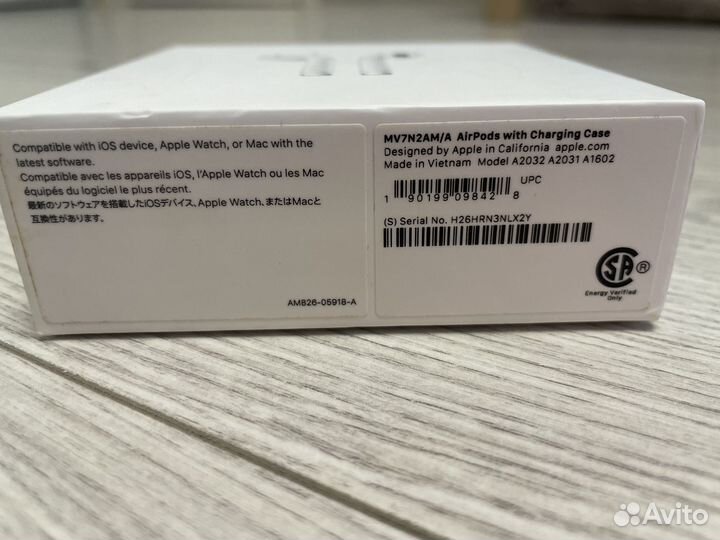 Compatible with iOS device, Apple Watch, or Mac with the
latest software.
Compatible avec les appareils iOS, l'Apple Watch ou les Mac
équipés du logiciel le plus récent.
最新のソフトウェアを搭載したiOSデバイス、Apple Watch、またはMacと
互換性があります。
AMB26-05918-A
MV7N2AM/A AirPods with Charging Case
Designed by Apple in California apple.com
Made in Vietnam Model A2032 A2031 A1602
UPC
1 90199 09842 8
(S) Serial No. H26HRN3NLX2Y
CSA ®
Energy Verified
Only
Avito